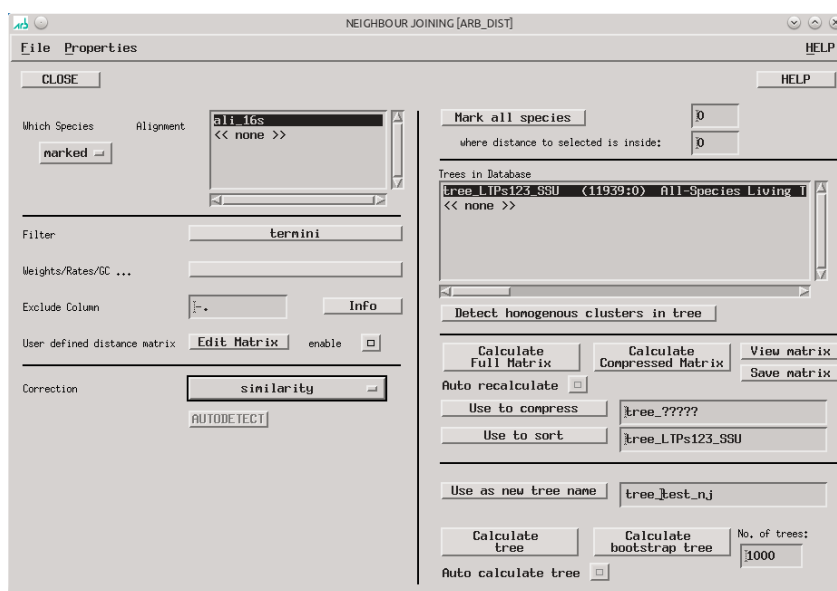 ARB
NEIGHBOUR JOINING [ARB_DIST]
File Properties HELP
CLOSE
HELP
Which Species
Alignment
marked
ali_16s
<< none >>
Filter
termini
Weights/Rates/GC ...
Exclude Column
-.
Info
User defined distance matrix
Edit Matrix
enable
Correction
similarity
AUTODETECT
Mark all species
0
where distance to selected is inside:
0
Trees in Database
tree_LTPs123_SSU (11939:0) All-Species Living T
<< none >>
Detect homogenous clusters in tree
Calculate
Full Matrix
Calculate
Compressed Matrix
View matrix
Save matrix
Auto recalculate
Use to compress
tree_?????
Use to sort
tree_LTPs123_SSU
Use as new tree name
tree_test_nj
Calculate
tree
Calculate
bootstrap tree
No. of trees:
1000
Auto calculate tree